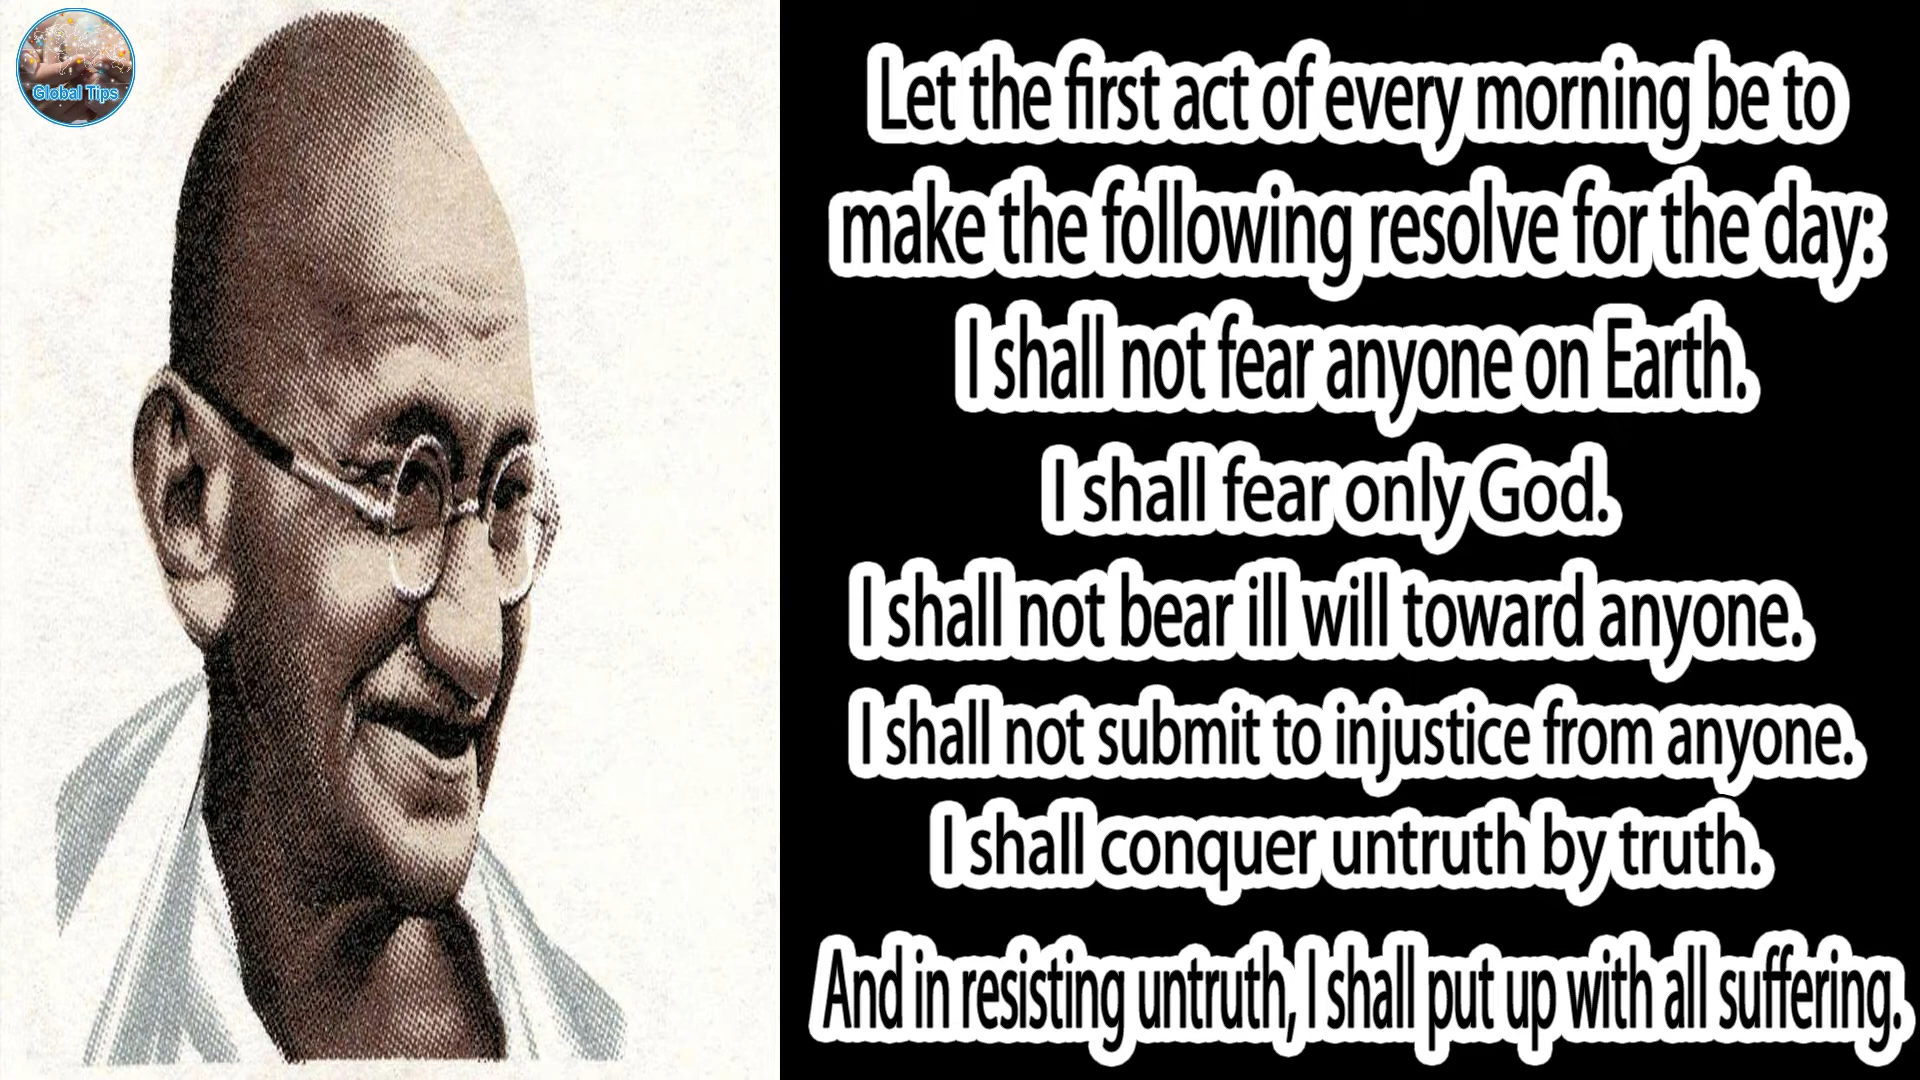 Global Tips
Let the first act of every morning be to
make the following resolve for the day:
I shall not fear anyone on Earth.
I shall fear only God.
I shall not bear ill will toward anyone.
I shall not submit to injustice from anyone.
I shall conquer untruth by truth.
And in resisting untruth, I shall put up with all suffering.